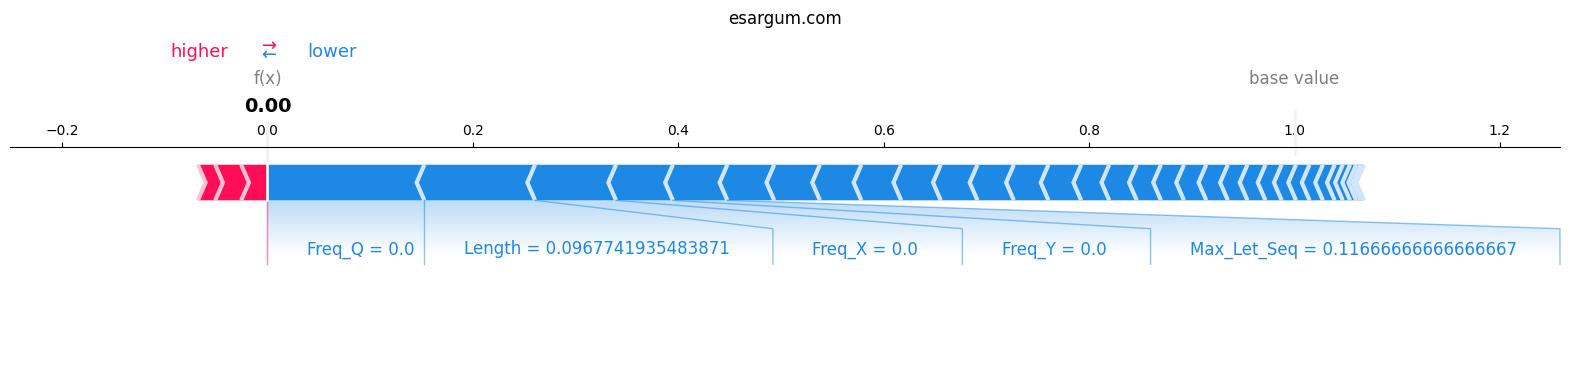 esargum.com
higher → ← lower
f(x) base value
0.00
−0.2 0.0 0.2 0.4 0.6 0.8 1.0 1.2
Freq_Q = 0.0 Length = 0.0967741935483871 Freq_X = 0.0 Freq_Y = 0.0 Max_Let_Seq = 0.11666666666666667